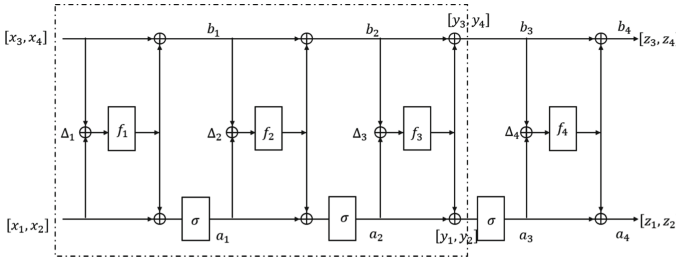 [x₃, x₄]
b₁
b₂
[y₃, y₄]
b₃
b₄
[z₃, z₄
Δ₁
f₁
Δ₂
f₂
Δ₃
f₃
Δ₄
f₄
[x₁, x₂]
σ
a₁
σ
a₂
[y₁, y₂]
σ
a₃
a₄
[z₁, z₂